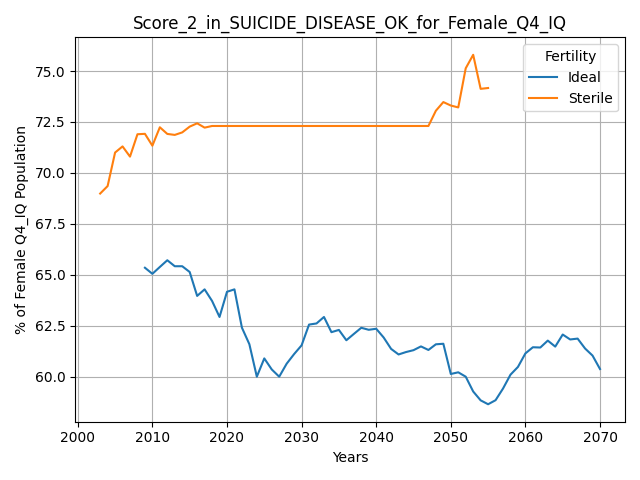 Score_2_in_SUICIDE_DISEASE_OK_for_Female_Q4_IQ
Fertility
Ideal
Sterile
% of Female Q4_IQ Population
75.0
72.5
70.0
67.5
65.0
62.5
60.0
2000 2010 2020 2030 2040 2050 2060 2070
Years